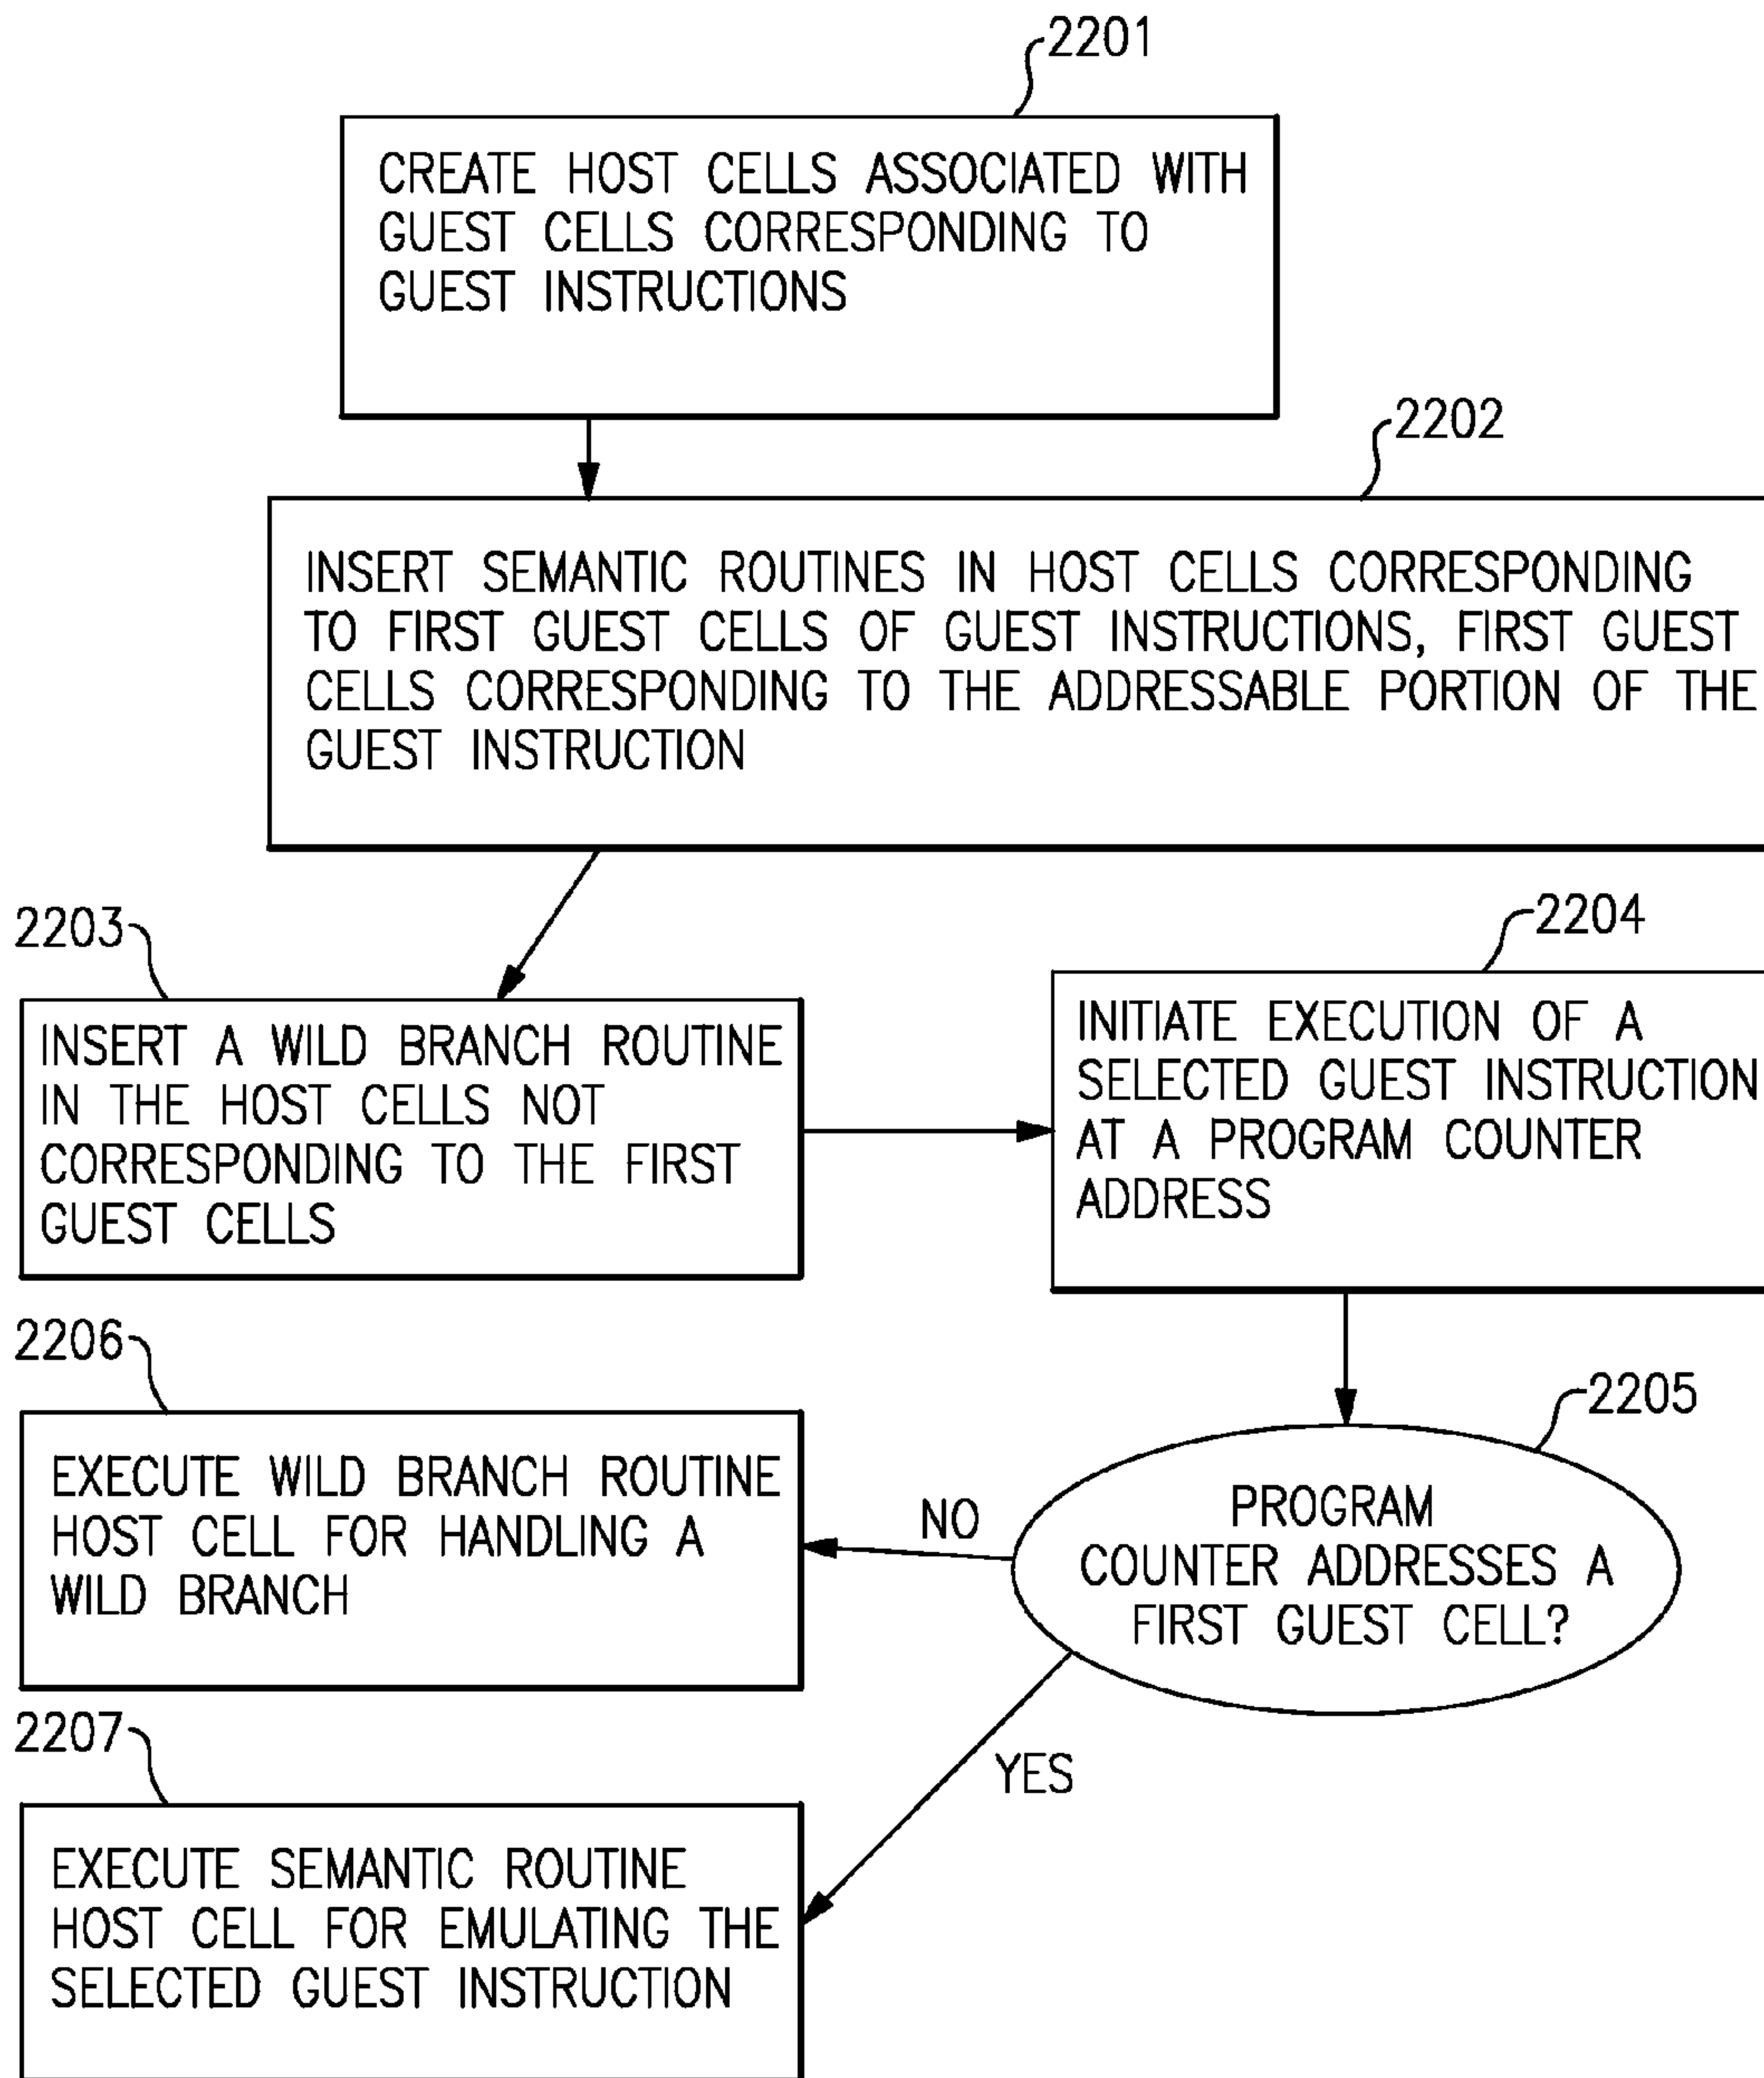 2201
CREATE HOST CELLS ASSOCIATED WITH
GUEST CELLS CORRESPONDING TO
GUEST INSTRUCTIONS
2202
INSERT SEMANTIC ROUTINES IN HOST CELLS CORRESPONDING
TO FIRST GUEST CELLS OF GUEST INSTRUCTIONS, FIRST GUEST
CELLS CORRESPONDING TO THE ADDRESSABLE PORTION OF THE
GUEST INSTRUCTION
2203
INSERT A WILD BRANCH ROUTINE
IN THE HOST CELLS NOT
CORRESPONDING TO THE FIRST
GUEST CELLS
2204
INITIATE EXECUTION OF A
SELECTED GUEST INSTRUCTION
AT A PROGRAM COUNTER
ADDRESS
2205
PROGRAM
COUNTER ADDRESSES A
FIRST GUEST CELL?
NO
2206
EXECUTE WILD BRANCH ROUTINE
HOST CELL FOR HANDLING A
WILD BRANCH
YES
2207
EXECUTE SEMANTIC ROUTINE
HOST CELL FOR EMULATING THE
SELECTED GUEST INSTRUCTION